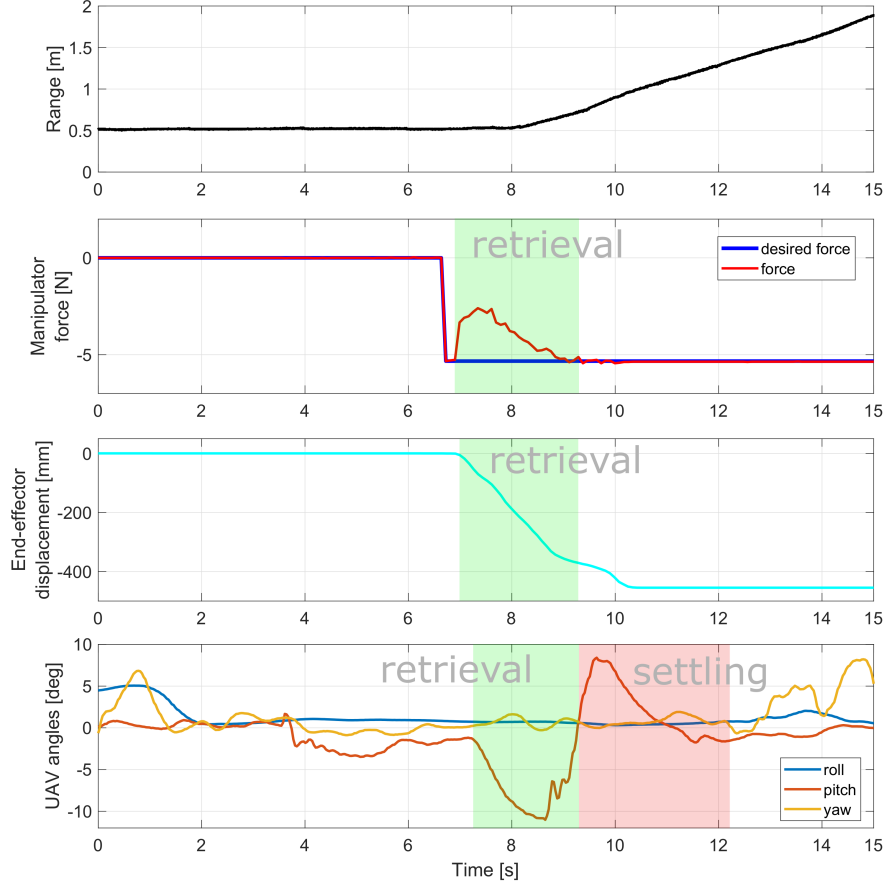 2
1.5
1
0.5
0
Range [m]
0 2 4 6 8 10 12 14 15
retrieval
desired force
force
0
-5
Manipulator
force [N]
0 2 4 6 8 10 12 14 15
retrieval
0
-200
-400
End-effector
displacement [mm]
0 2 4 6 8 10 12 14 15
retrieval settling
10
5
0
-5
-10
UAV angles [deg]
roll
pitch
yaw
0 2 4 6 8 10 12 14 15
Time [s]